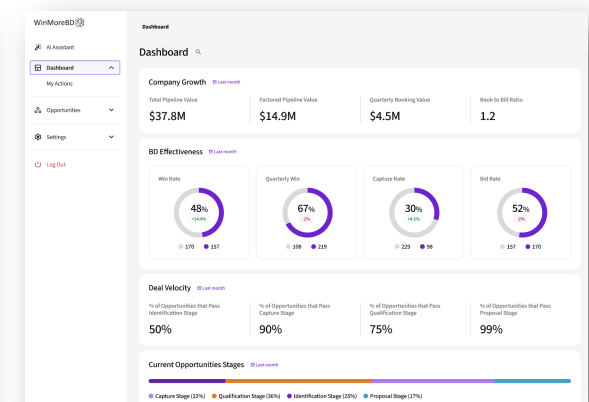 WinMoreBD
Dashboard
AI Assistant
Dashboard
Dashboard
My Actions
Company Growth Last month
Total Pipeline Value Factored Pipeline Value Quarterly Booking Value Book to Bill Ratio
$37.8M $14.9M $4.5M 1.2
Opportunities
Settings
BD Effectiveness Last month
Log Out
Win Rate Quarterly Win Capture Rate Bid Rate
48% 67% 30% 52%
+14.4% -2% +4.2% -2%
170 157 108 219 229 98 157 170
Deal Velocity Last month
% of Opportunities that Pass % of Opportunities that Pass % of Opportunities that Pass % of Opportunities that Pass
Identification Stage Capture Stage Qualification Stage Proposal Stage
50% 90% 75% 99%
Current Opportunities Stages Last month
Capture Stage (32%) Qualification Stage (36%) Identification Stage (25%) Proposal Stage (17%)